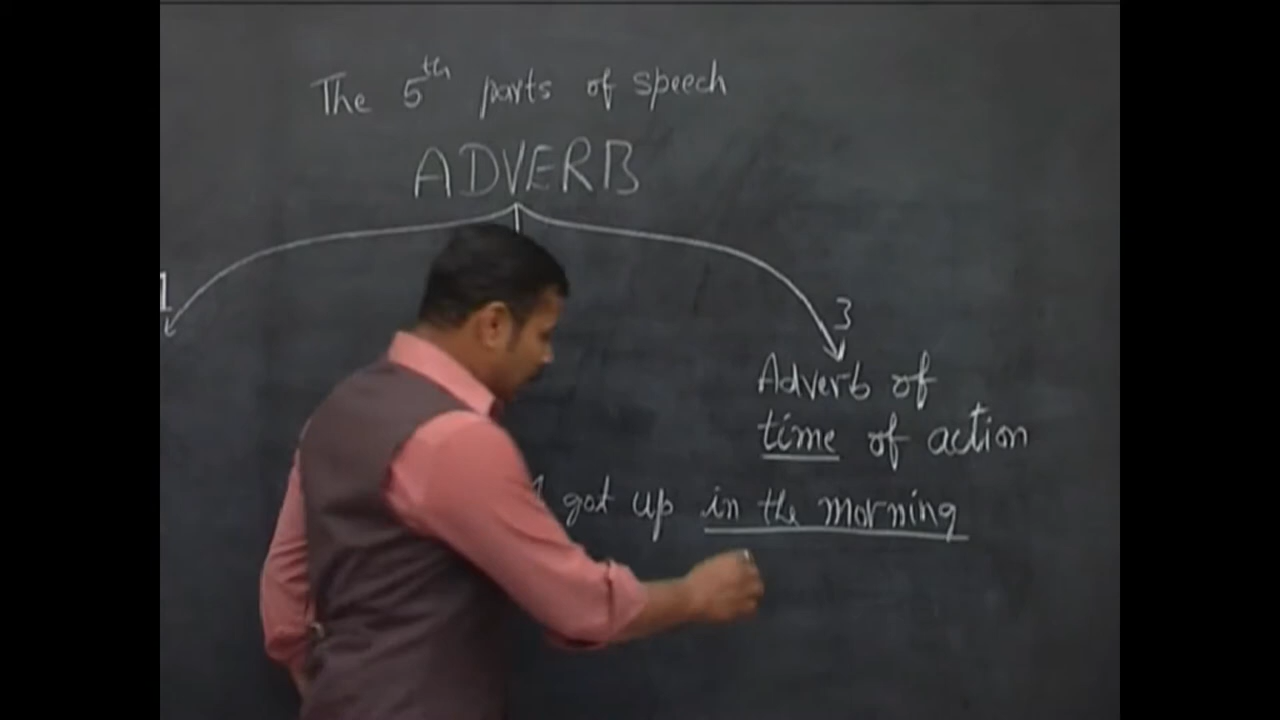 The 5th parts of speech
ADVERB
1
3
Adverb of
time of action
got up in the morning